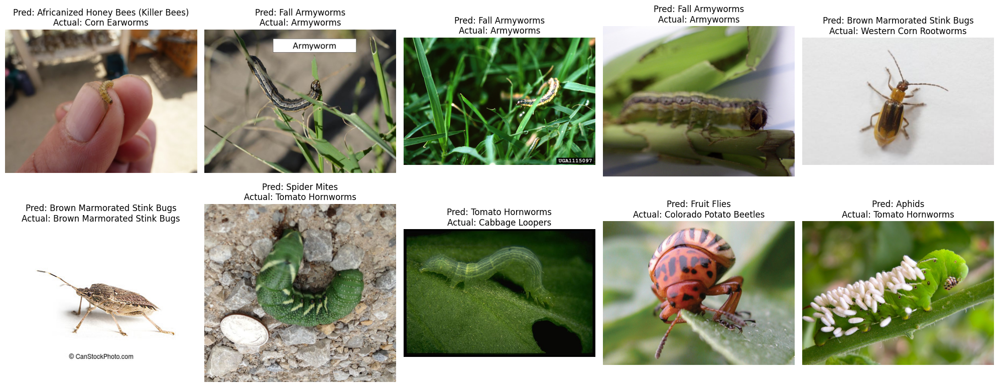 Pred: Africanized Honey Bees (Killer Bees)
Actual: Corn Earworms
Pred: Fall Armyworms
Actual: Armyworms
Armyworm
Pred: Fall Armyworms
Actual: Armyworms
UGA1115097
Pred: Fall Armyworms
Actual: Armyworms
Pred: Brown Marmorated Stink Bugs
Actual: Western Corn Rootworms
Pred: Brown Marmorated Stink Bugs
Actual: Brown Marmorated Stink Bugs
© CanStockPhoto.com
Pred: Spider Mites
Actual: Tomato Hornworms
Pred: Tomato Hornworms
Actual: Cabbage Loopers
Pred: Fruit Flies
Actual: Colorado Potato Beetles
Pred: Aphids
Actual: Tomato Hornworms